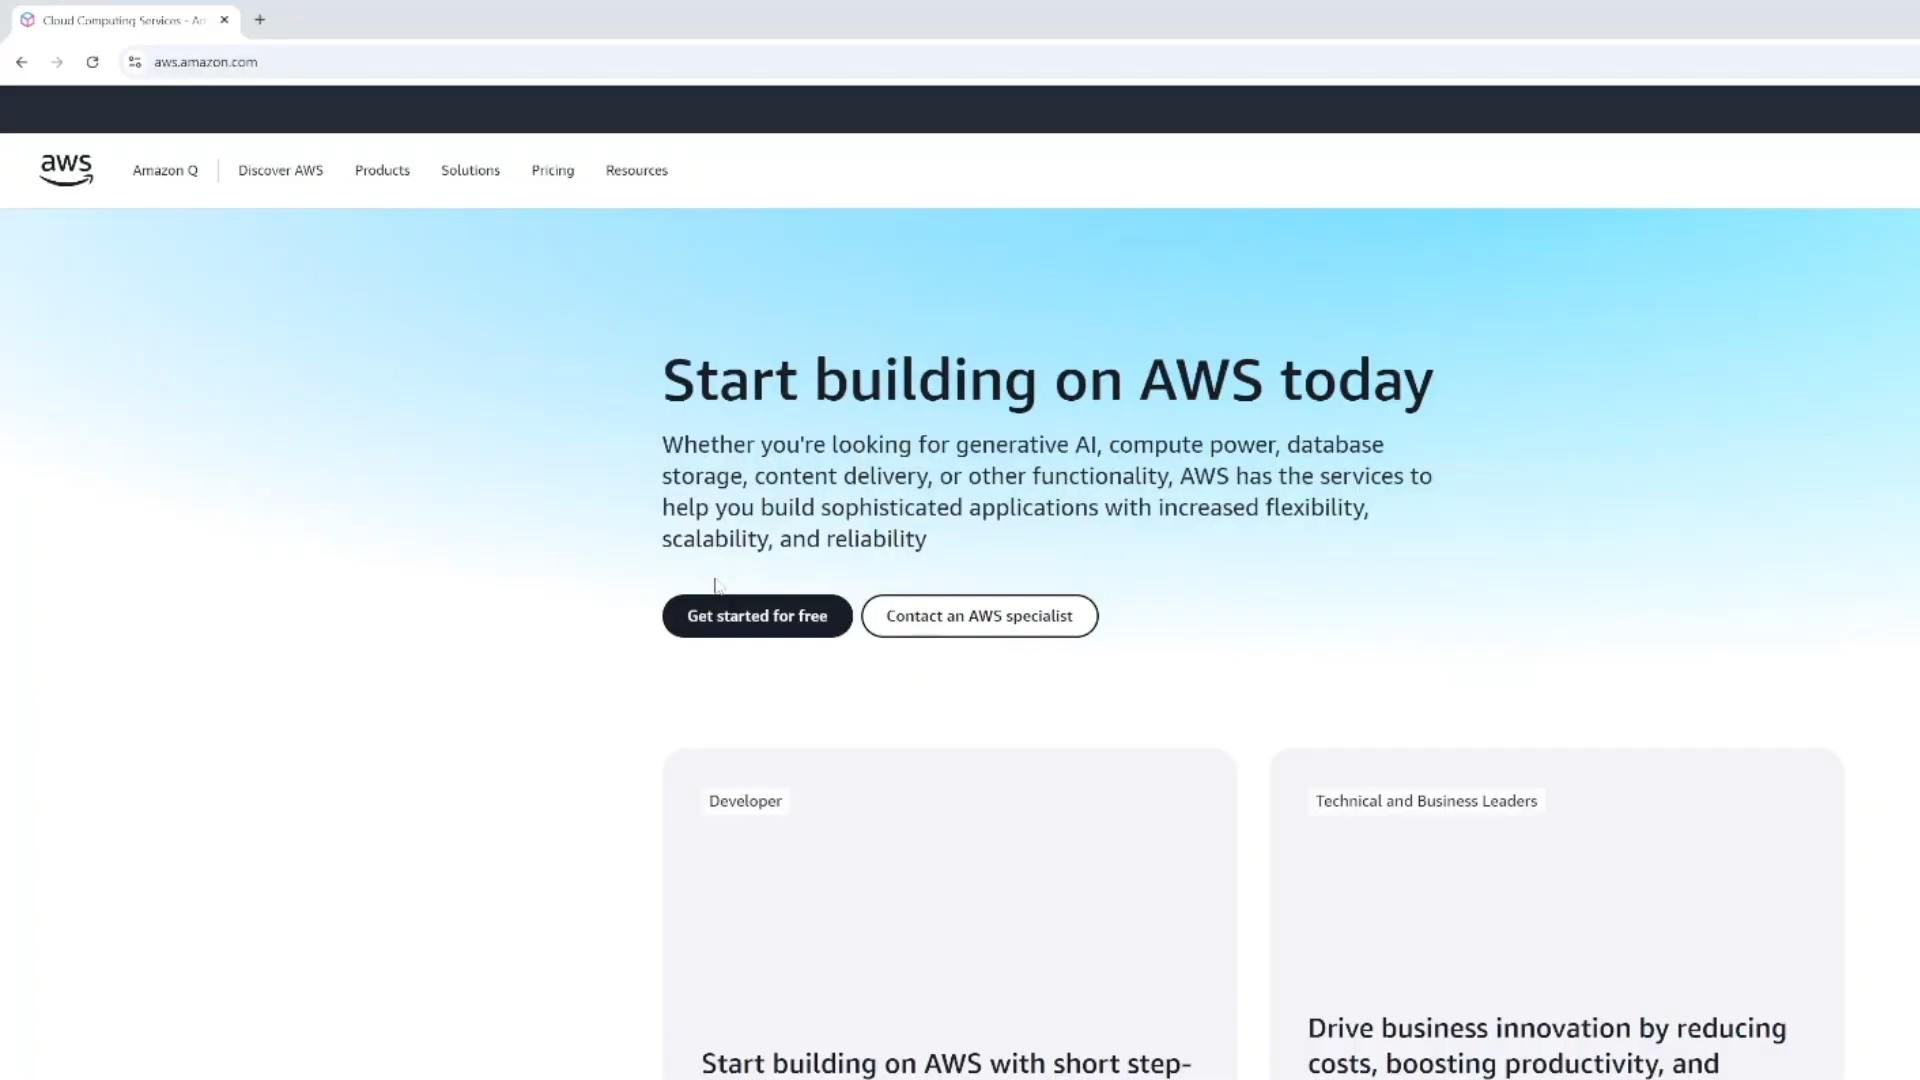 Cloud Computing Services - Am
aws.amazon.com
aws
Amazon Q
Discover AWS
Products
Solutions
Pricing
Resources
Start building on AWS today
Whether you're looking for generative AI, compute power, database
storage, content delivery, or other functionality, AWS has the services to
help you build sophisticated applications with increased flexibility,
scalability, and reliability
Get started for free
Contact an AWS specialist
Developer
Technical and Business Leaders
Start building on AWS with short step-
Drive business innovation by reducing
costs, boosting productivity, and